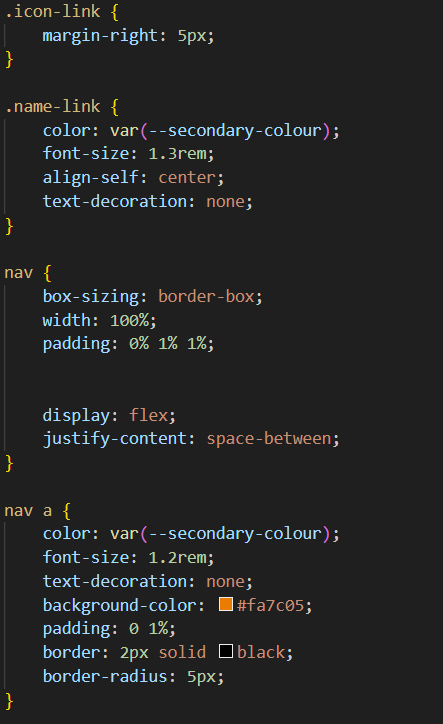 .icon-link {
    margin-right: 5px;
}

.name-link {
    color: var(--secondary-colour);
    font-size: 1.3rem;
    align-self: center;
    text-decoration: none;
}

nav {
    box-sizing: border-box;
    width: 100%;
    padding: 0% 1% 1%;


    display: flex;
    justify-content: space-between;
}

nav a {
    color: var(--secondary-colour);
    font-size: 1.2rem;
    text-decoration: none;
    background-color: #fa7c05;
    padding: 0 1%;
    border: 2px solid black;
    border-radius: 5px;
}